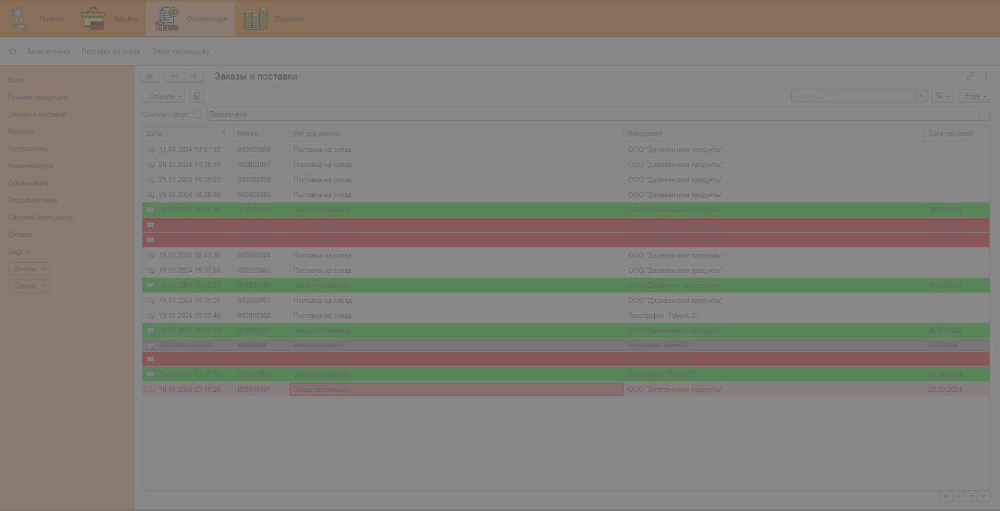 Главное Закупки Организация Продажи
Заказ клиента Поставка на склад Заказ поставщику
Банк
Готовая продукция
Заказы и поставки
Клиенты
Контрагенты
Номенклатура
Организация
Подразделения
Система лояльности
Склады
Еще
Отчеты
Сервис
Заказы и поставки
Создать Поиск (Ctrl+F) × Еще
Ссылка.Статус: Просрочена
Дата ↑ Номер Тип документа Контрагент Дата поставки
13.04.2024 13:51:32 000000008 Поставка на склад ООО "Деревенские продукты"
29.03.2024 16:39:59 000000007 Поставка на склад ООО "Деревенские продукты"
29.03.2024 16:39:23 000000006 Поставка на склад ООО "Деревенские продукты"
29.03.2024 16:38:08 000000005 Поставка на склад ООО "Деревенские продукты"
29.03.2024 16:36:14 000000009 Заказ поставщику ООО "Деревенские продукты" 30.03.2024
Заказ поставщику ООО "Деревенские продукты"
Заказ поставщику ООО "Деревенские продукты"
19.03.2024 22:41:36 000000004 Поставка на склад ООО "Деревенские продукты"
19.03.2024 19:37:58 000000003 Поставка на склад ООО "Деревенские продукты"
19.03.2024 19:36:58 000000006 Заказ поставщику ООО "Деревенские продукты" 26.03.2024
19.03.2024 19:35:25 000000001 Поставка на склад ООО "Деревенские продукты"
19.03.2024 19:28:48 000000002 Поставка на склад Типография "ПринтЕС"
19.03.2024 19:27:59 000000005 Заказ поставщику ООО "Деревенские продукты" 20.03.2024
19.03.2024 19:26:56 000000004 Заказ поставщику Типография "ПринтЕС" 25.03.2024
Заказ поставщику Типография "ПринтЕС"
18.03.2024 23:21:15 000000002 Заказ поставщику Типография "ПринтЕС" 05.04.2024
18.03.2024 23:19:26 000000001 Заказ поставщику ООО "Деревенские продукты" 29.03.2024